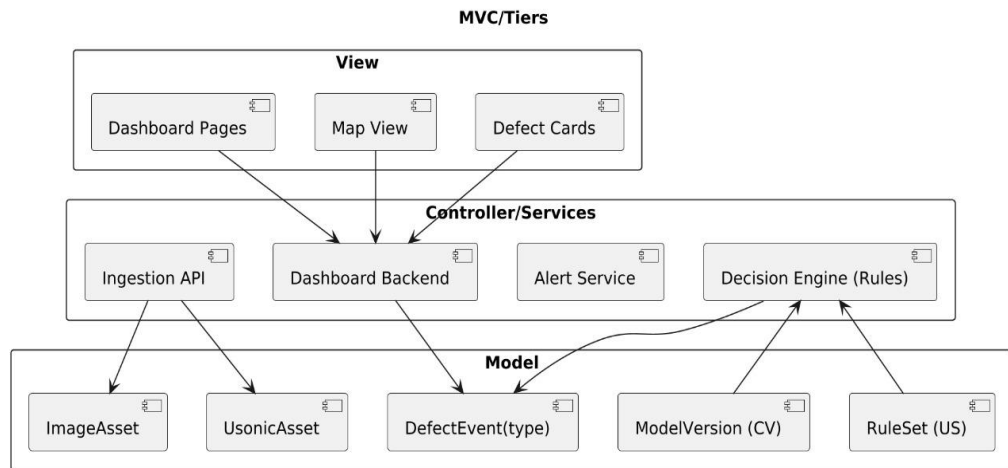 MVC/Tiers
View
Dashboard Pages
Map View
Defect Cards
Controller/Services
Ingestion API
Dashboard Backend
Alert Service
Decision Engine (Rules)
Model
ImageAsset
UsonicAsset
DefectEvent(type)
ModelVersion (CV)
RuleSet (US)